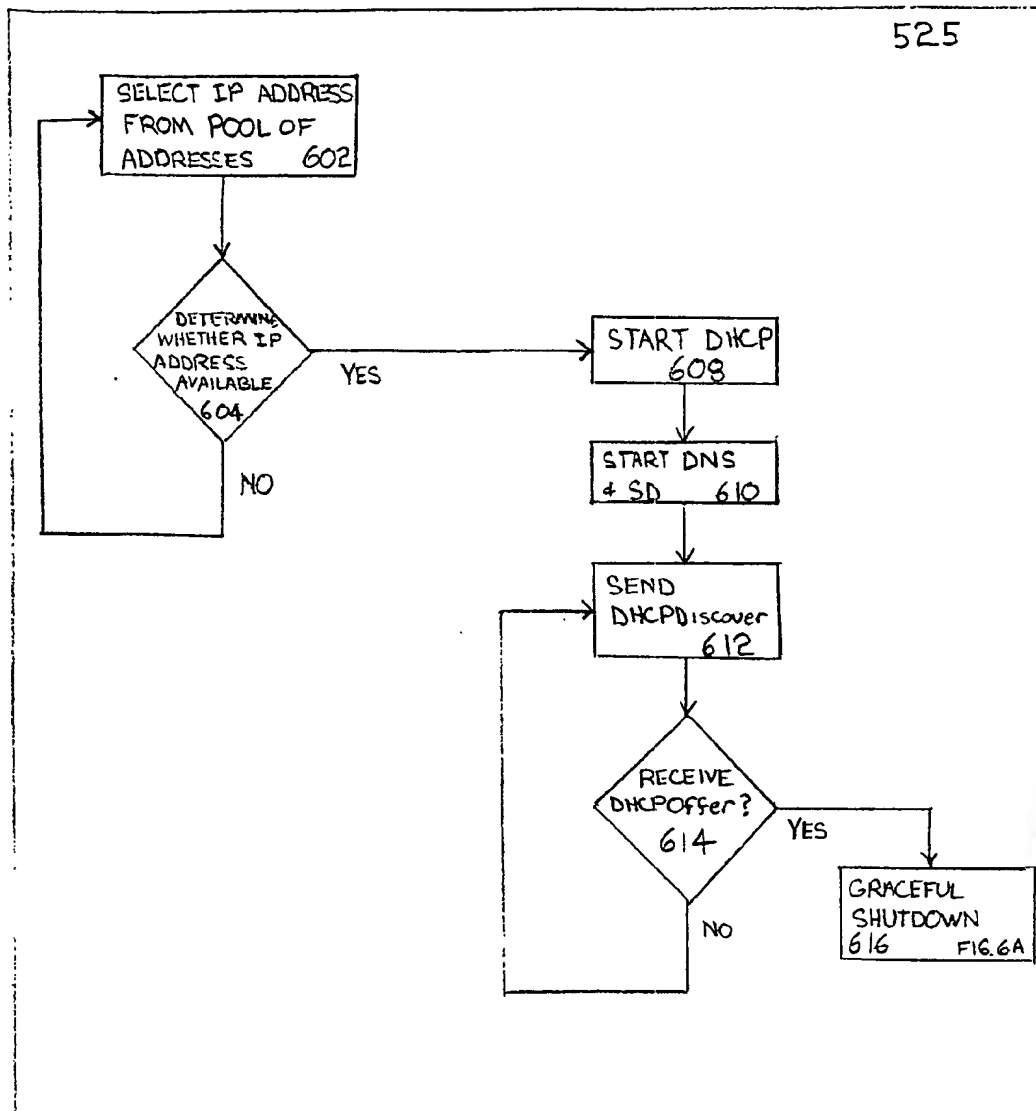 525
SELECT IP ADDRESS
FROM POOL OF
ADDRESSES 602
DETERMINE
WHETHER IP
ADDRESS
AVAILABLE
604
YES
NO
START DHCP
608
START DNS
& SD 610
SEND
DHCPDiscover
612
RECEIVE
DHCPOffer?
614
YES
NO
GRACEFUL
SHUTDOWN
616 FIG.6A